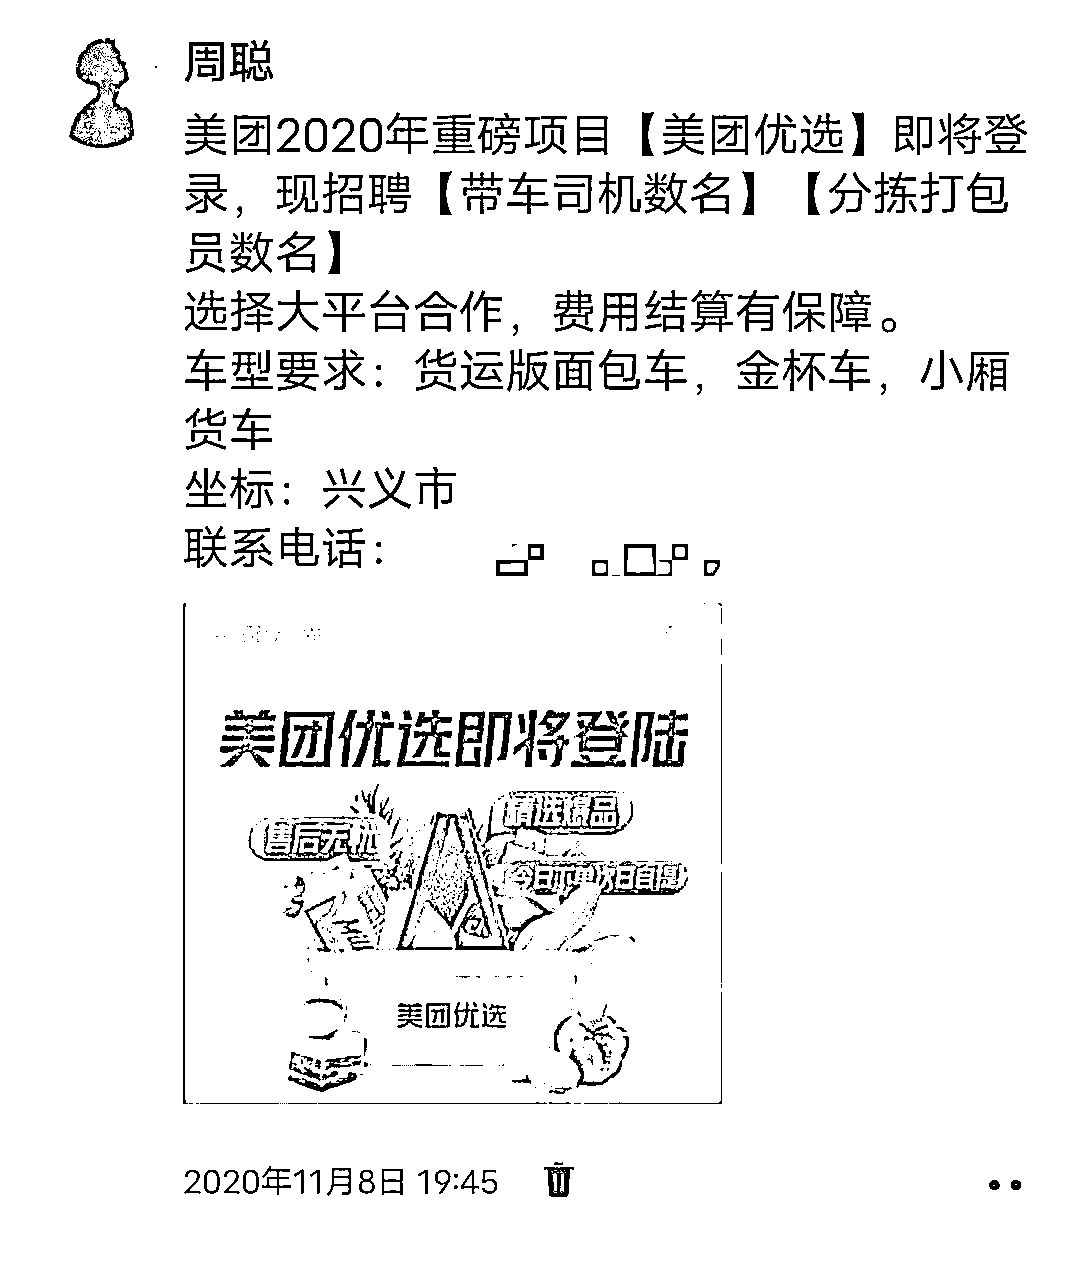 周聪
美团2020年重磅项目【美团优选】即将登
录，现招聘【带车司机数名】【分拣打包
员数名】
选择大平台合作，费用结算有保障。
车型要求：货运版面包车，金杯车，小厢
货车
坐标：兴义市
联系电话：
美团优选即将登陆
精选爆品
售后无忧
今日下单次日自提
美团优选
2020年11月8日 19:45